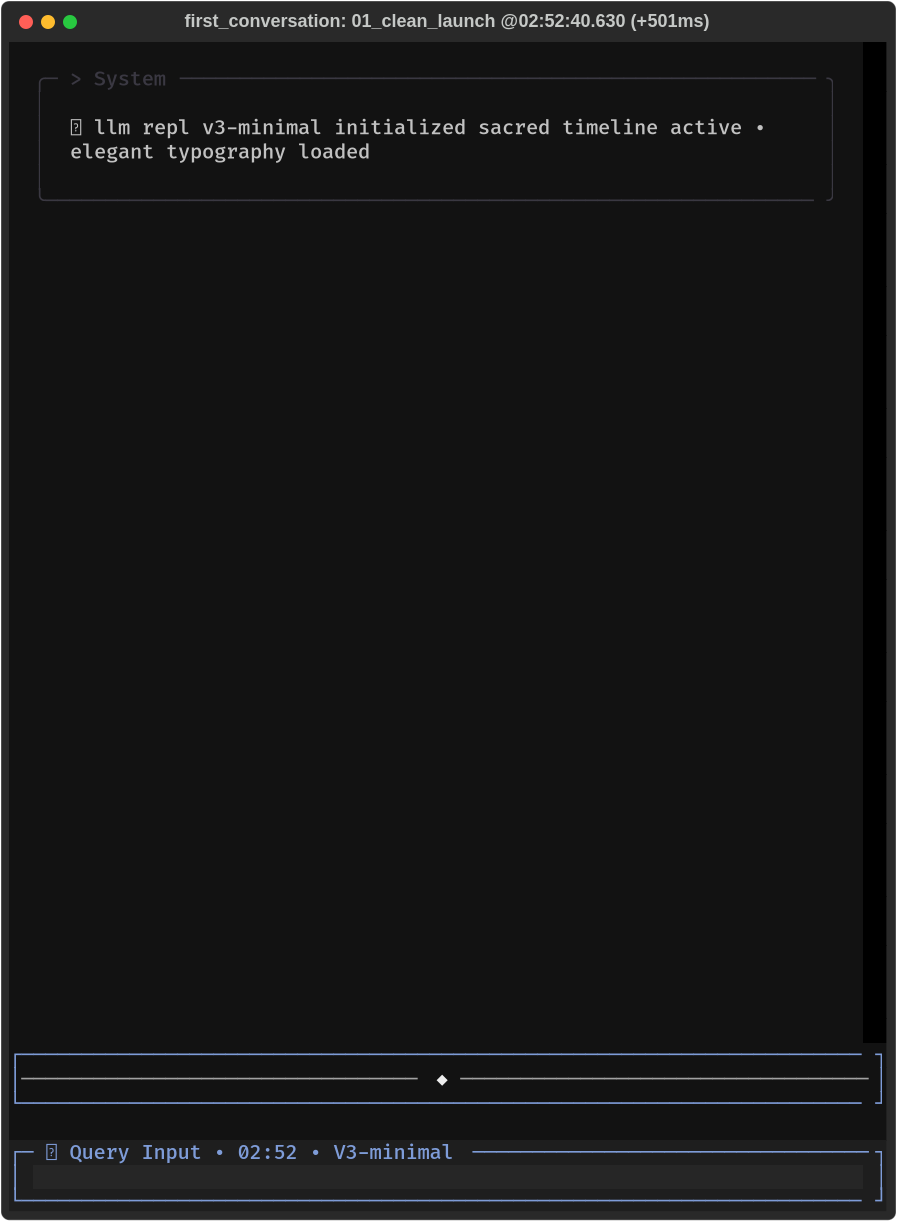 first_conversation: 01_clean_launch @02:52:40.630 (+501ms)
> System
llm repl v3-minimal initialized sacred timeline active •
elegant typography loaded
◆
Query Input • 02:52 • V3-minimal